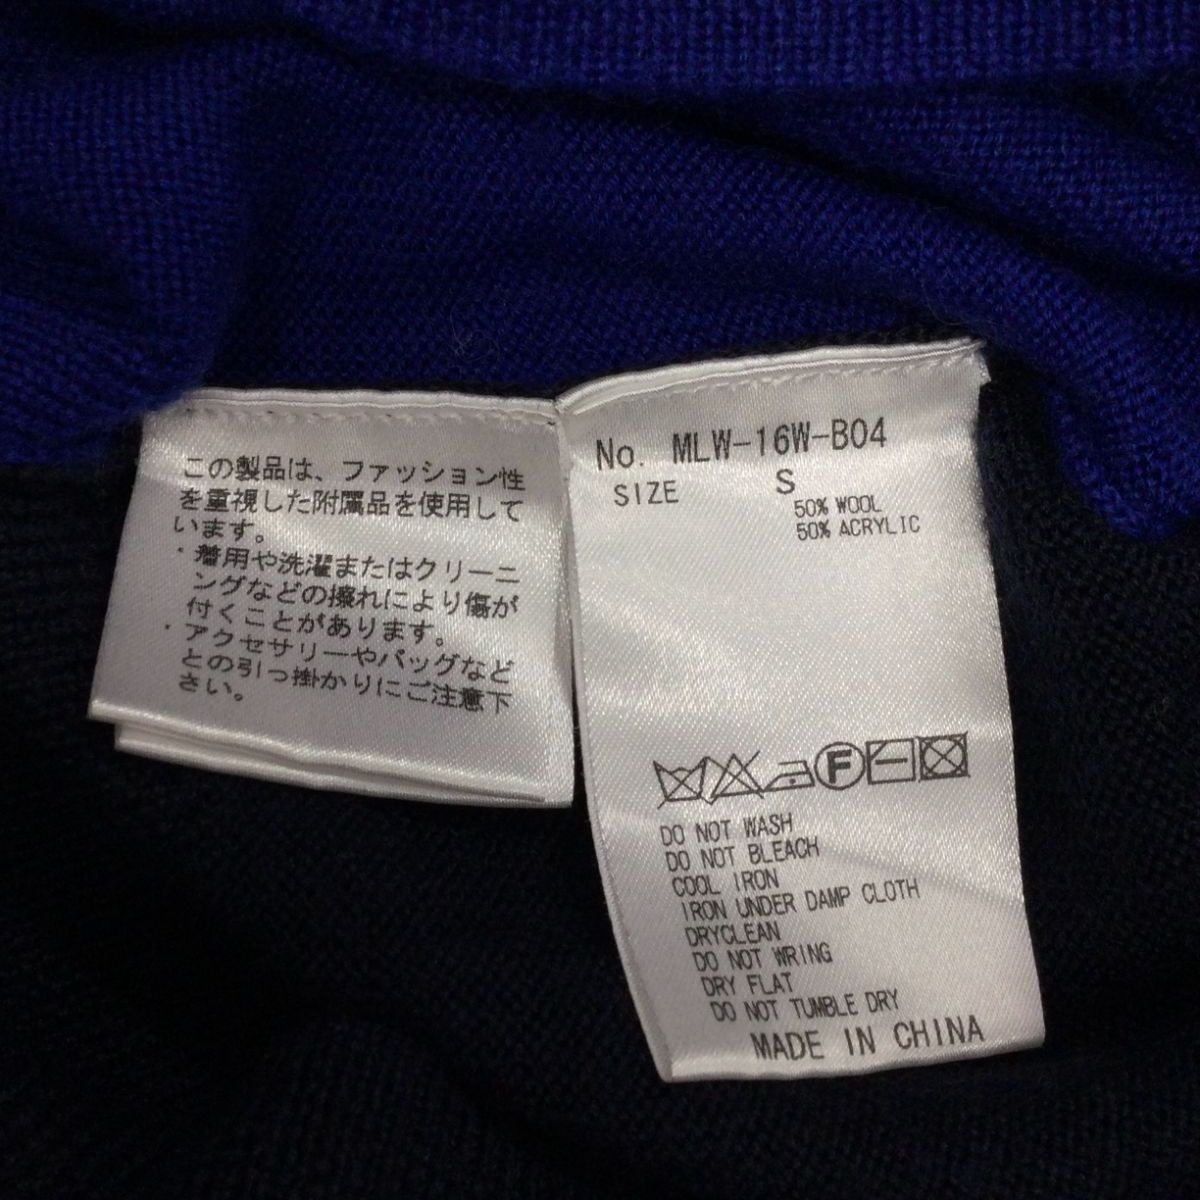 この製品は、ファッション性
を重視した附属品を使用して
います。
・着用や洗濯またはクリーニ
ングなどの擦れにより傷が
付くことがあります。
・アクセサリーやバッグなど
との引っ掛かりにご注意下
さい。
No. MLW-16W-B04
SIZE S
50% WOOL
50% ACRYLIC
F
DO NOT WASH
DO NOT BLEACH
COOL IRON
IRON UNDER DAMP CLOTH
DRYCLEAN
DO NOT WRING
DRY FLAT
DO NOT TUMBLE DRY
MADE IN CHINA